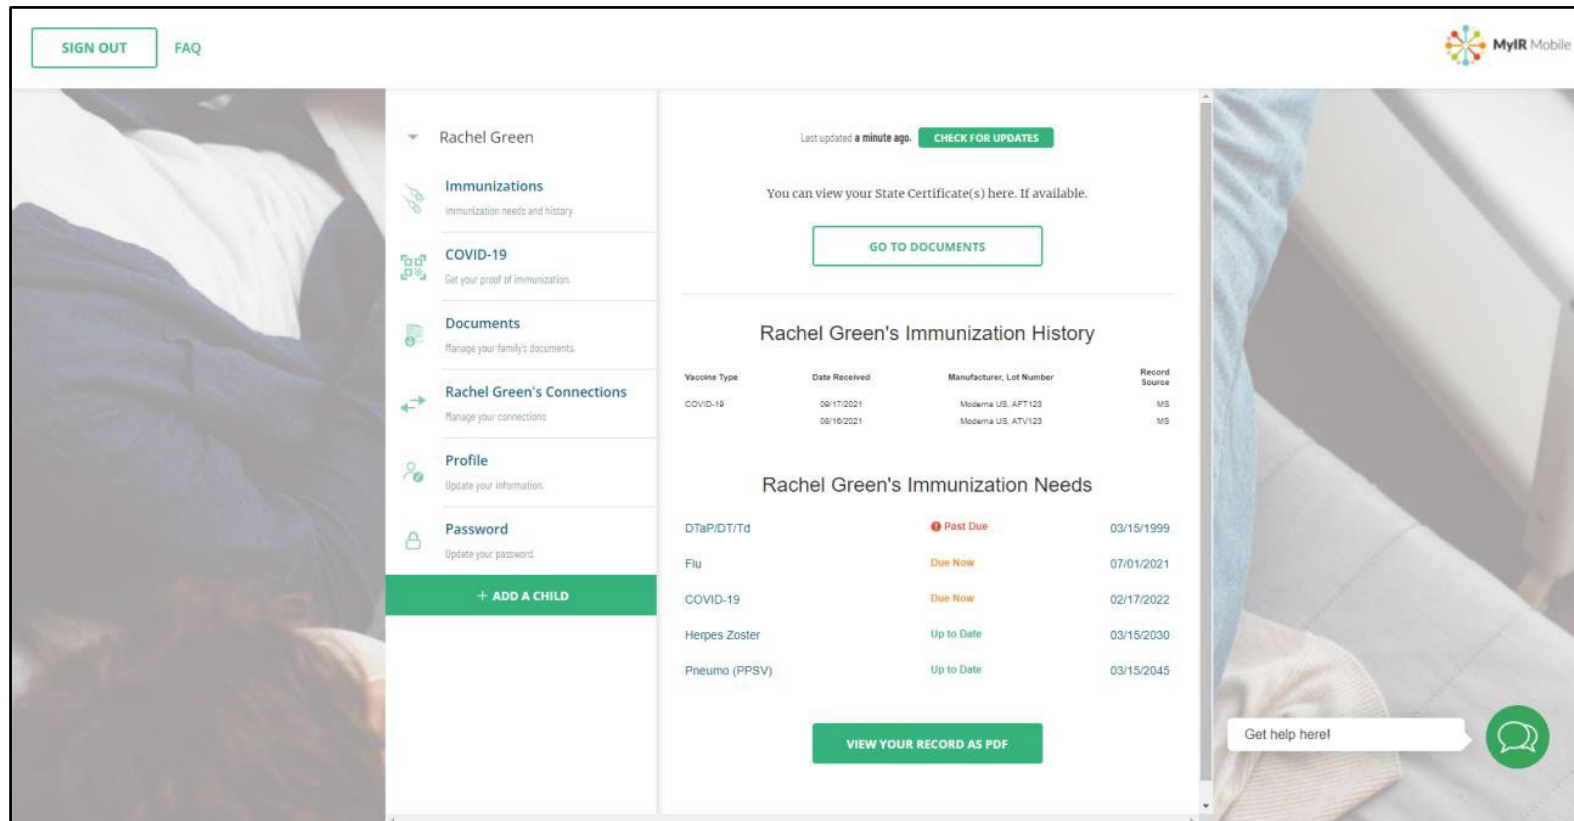 SIGN OUT
FAQ
MyIR Mobile
Rachel Green
Immunizations
Immunization needs and history.
COVID-19
Get your proof of immunization.
Documents
Manage your family's documents.
Rachel Green's Connections
Manage your connections
Profile
Update your information.
Password
Update your password.
+ ADD A CHILD
Last updated a minute ago. CHECK FOR UPDATES
You can view your State Certificate(s) here. If available.
GO TO DOCUMENTS
Rachel Green's Immunization History
Vaccine Type Date Received Manufacturer, Lot Number Record Source
COVID-19 09/17/2021 Moderna US, AFT123 MS
08/16/2021 Moderna US, ATV123 MS
Rachel Green's Immunization Needs
DTaP/DT/Td Past Due 03/15/1999
Flu Due Now 07/01/2021
COVID-19 Due Now 02/17/2022
Herpes Zoster Up to Date 03/15/2030
Pneumo (PPSV) Up to Date 03/15/2045
VIEW YOUR RECORD AS PDF
Get help here!